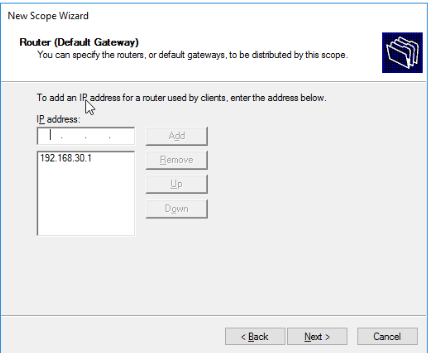 New Scope Wizard
Router (Default Gateway)
You can specify the routers, or default gateways, to be distributed by this scope.
To add an IP address for a router used by clients, enter the address below.
IP address:
. . .
Add
192.168.30.1
Remove
Up
Down
< Back
Next >
Cancel